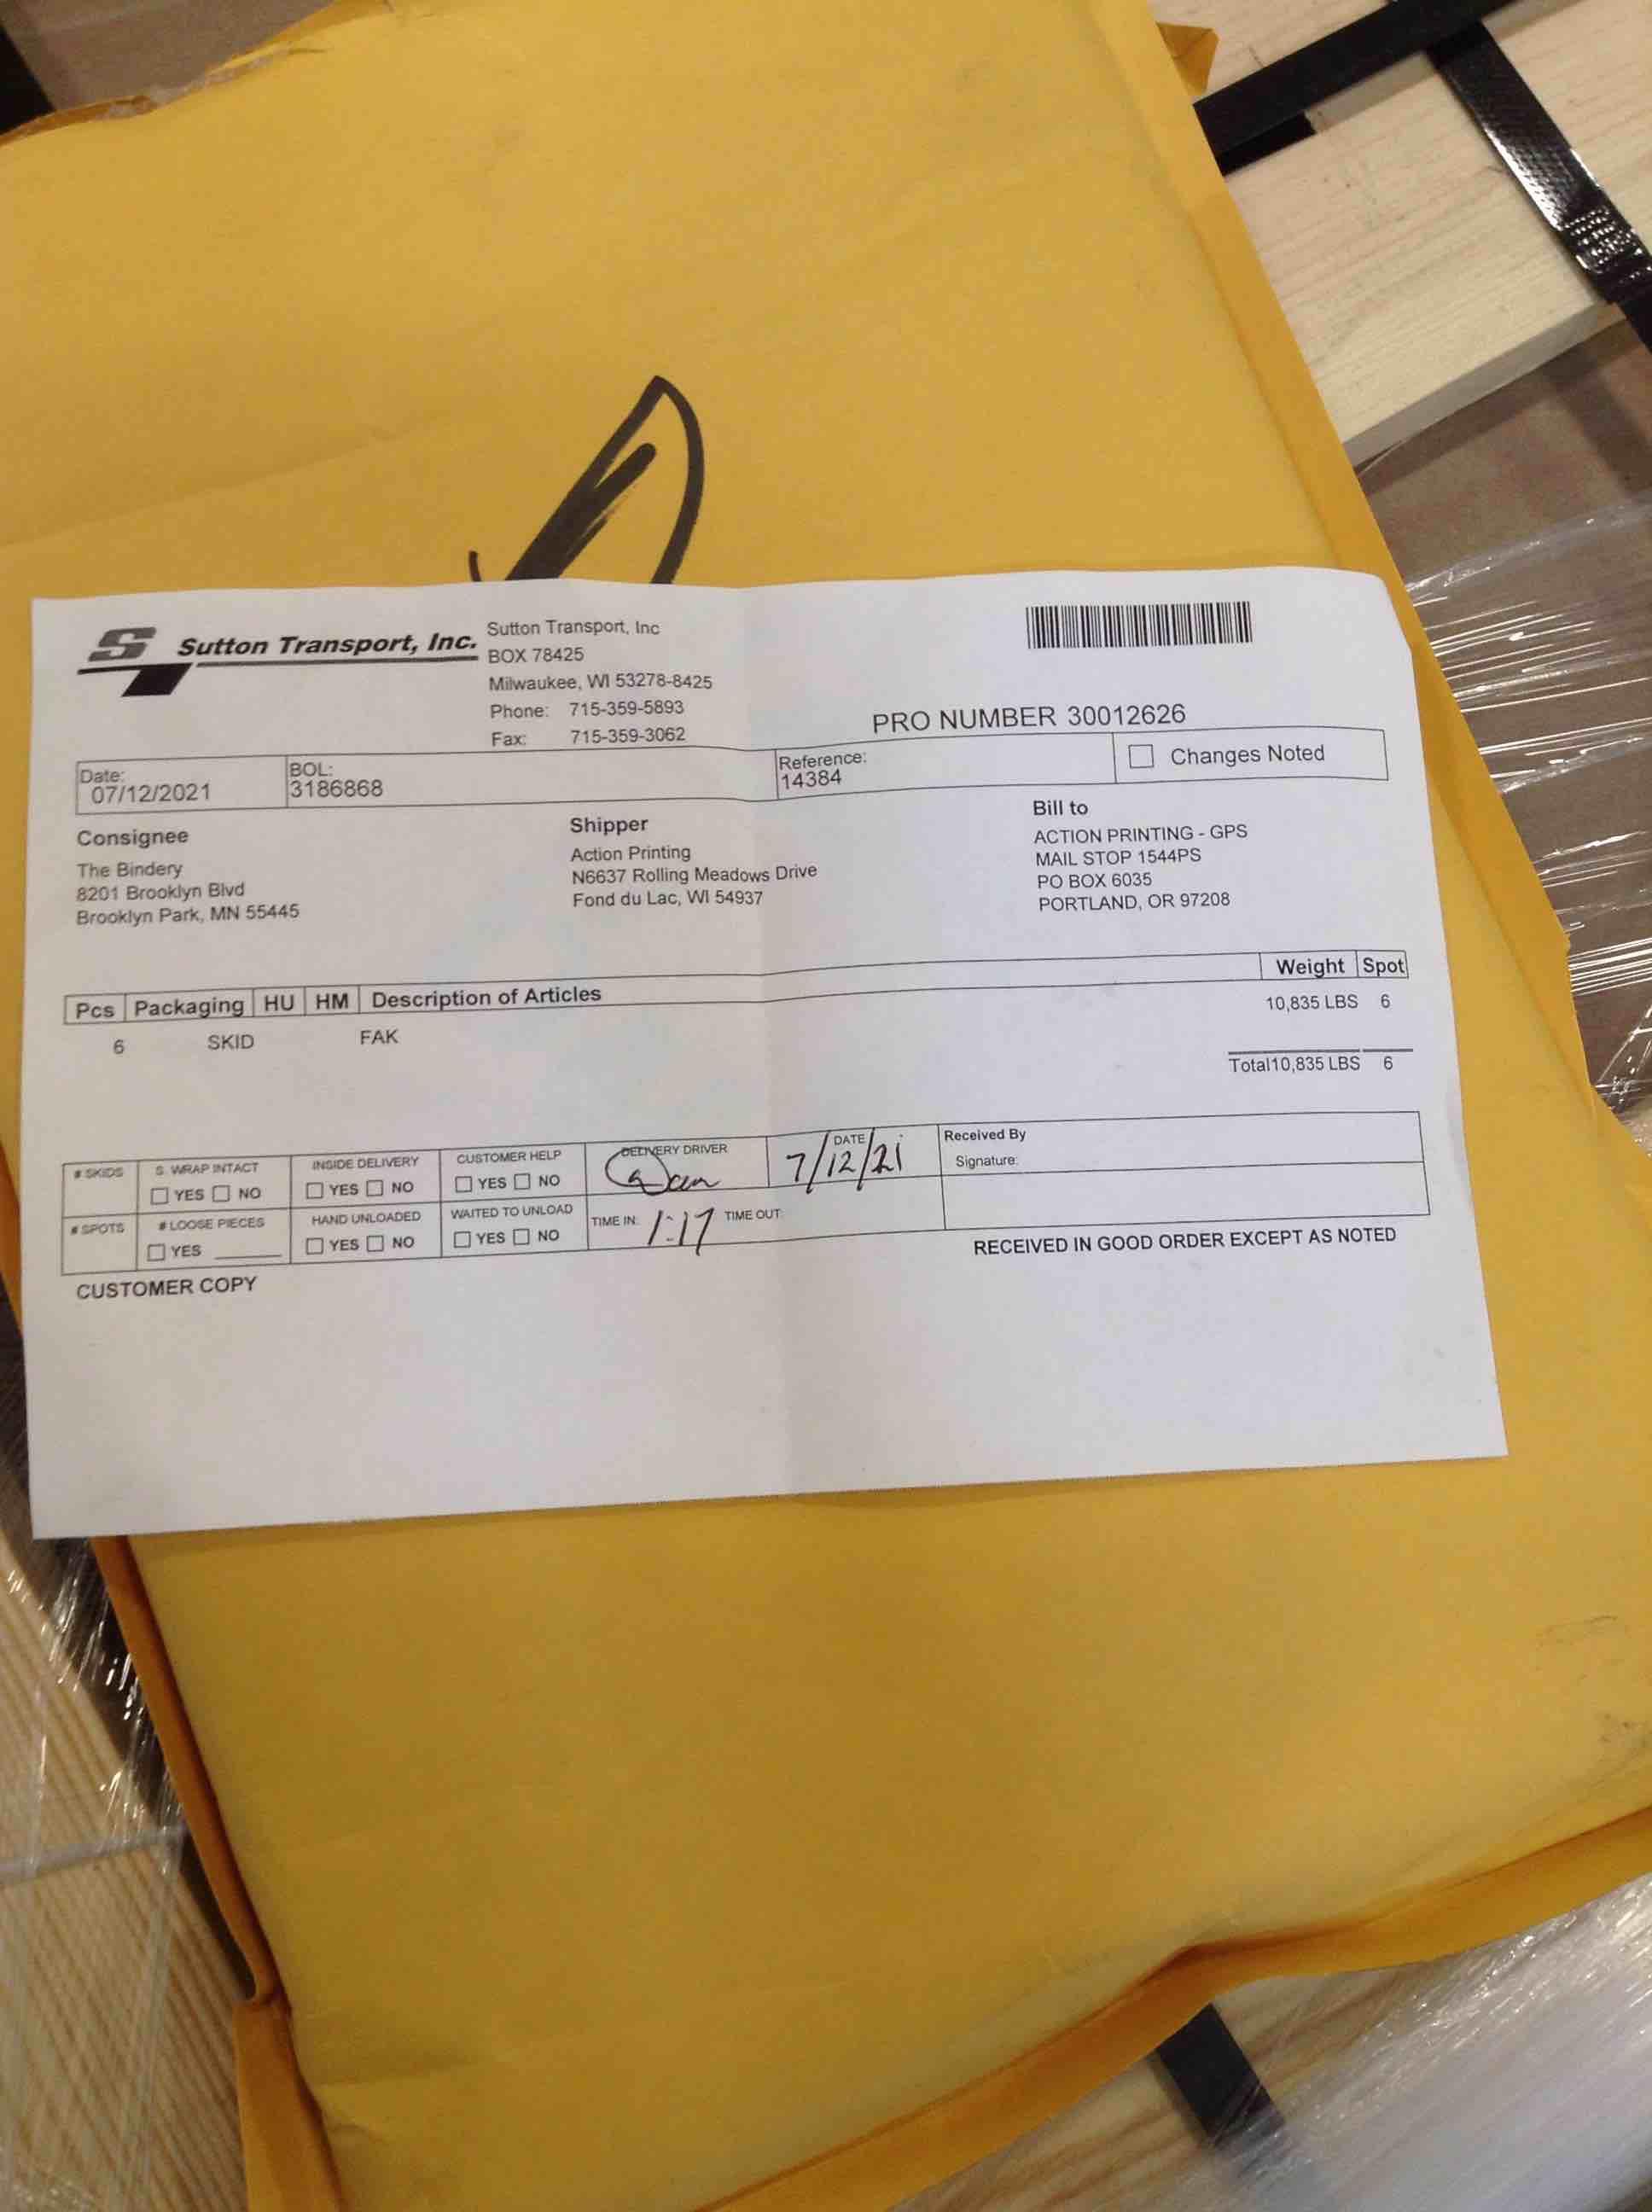 Sutton Transport, Inc.
Sutton Transport, Inc
BOX 78425
Milwaukee, WI 53278-8425
Phone: 715-359-5893
Fax: 715-359-3062
PRO NUMBER 30012626
Date: 07/12/2021
BOL: 3186868
Reference: 14384
Changes Noted
Consignee
The Bindery
8201 Brooklyn Blvd
Brooklyn Park, MN 55445
Shipper
Action Printing
N6637 Rolling Meadows Drive
Fond du Lac, WI 54937
Bill to
ACTION PRINTING - GPS
MAIL STOP 1544PS
PO BOX 6035
PORTLAND, OR 97208
Pcs Packaging HU HM Description of Articles Weight Spot
6 SKID FAK 10,835 LBS 6
Total10,835 LBS 6
# SKIDS
S. WRAP INTACT
YES NO
INSIDE DELIVERY
YES NO
CUSTOMER HELP
YES NO
DELIVERY DRIVER
Dan
DATE
7/12/21
Received By
Signature:
# SPOTS
# LOOSE PIECES
YES
HAND UNLOADED
YES NO
WAITED TO UNLOAD
YES NO
TIME IN: 1:17 TIME OUT:
RECEIVED IN GOOD ORDER EXCEPT AS NOTED
CUSTOMER COPY